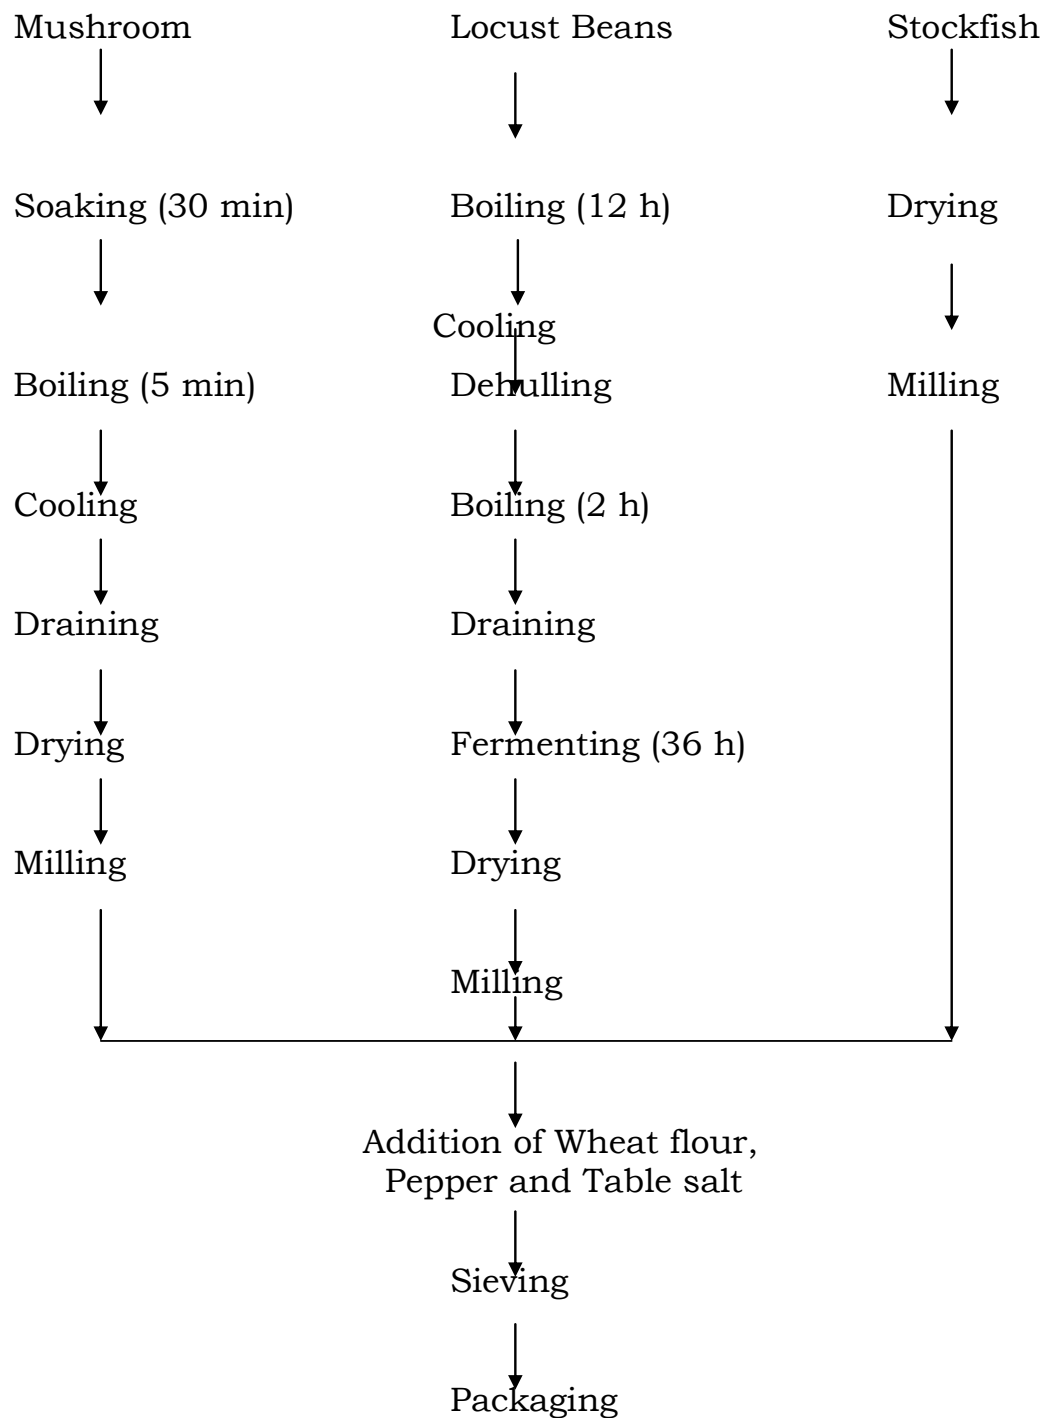 Mushroom
Locust Beans
Stockfish
Soaking (30 min)
Boiling (12 h)
Drying
Cooling
Boiling (5 min)
Dehulling
Milling
Cooling
Boiling (2 h)
Draining
Draining
Drying
Fermenting (36 h)
Milling
Drying
Milling
Addition of Wheat flour,
Pepper and Table salt
Sieving
Packaging